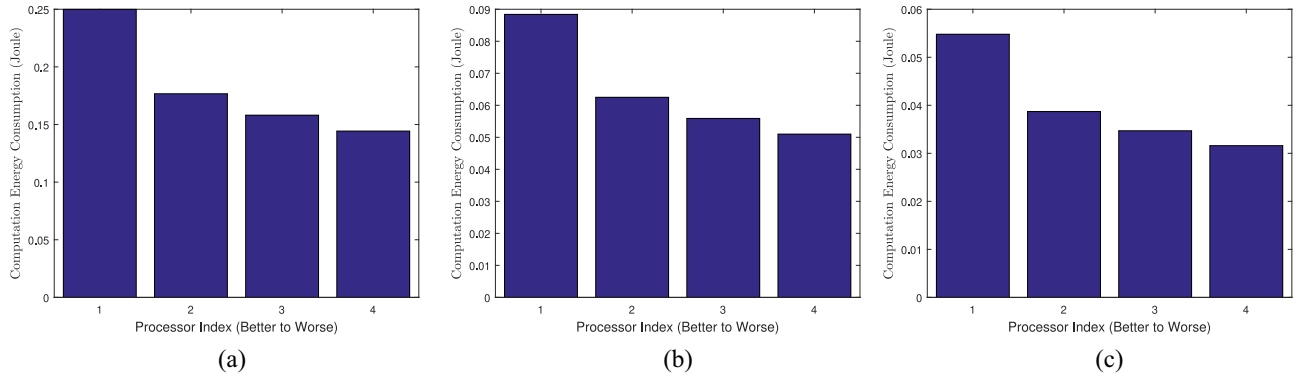 Computation Energy Consumption (Joule)
0.25
0.2
0.15
0.1
0.05
0
1 2 3 4
Processor Index (Better to Worse)
(a)
Computation Energy Consumption (Joule)
0.09
0.08
0.07
0.06
0.05
0.04
0.03
0.02
0.01
0
1 2 3 4
Processor Index (Better to Worse)
(b)
Computation Energy Consumption (Joule)
0.06
0.05
0.04
0.03
0.02
0.01
0
1 2 3 4
Processor Index (Better to Worse)
(c)